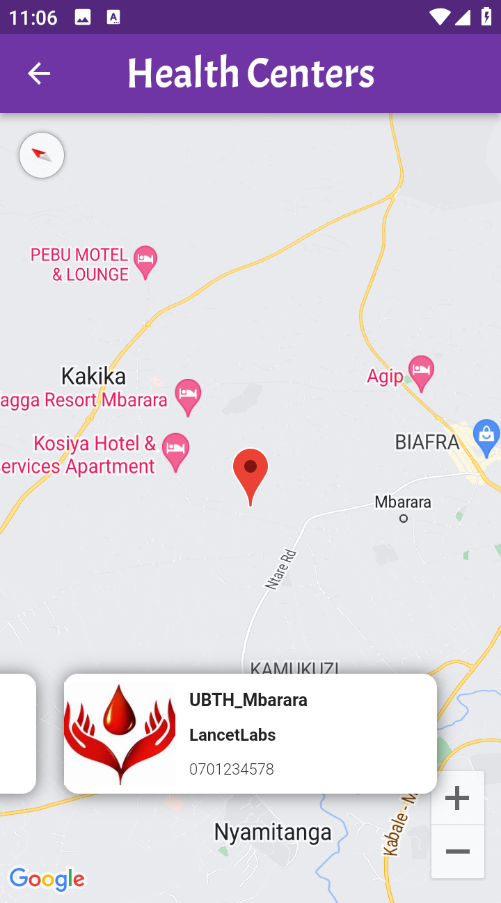 11:06
A
Health Centers
PEBU MOTEL
& LOUNGE
Kakika
agga Resort Mbarara
Agip
Kosiya Hotel &
ervices Apartment
BIAFRA
Mbarara
Ntare Rd
KAMUKUZI
UBTH_Mbarara
LancetLabs
0701234578
+
Nyamitanga
Kabale - M
−
Google